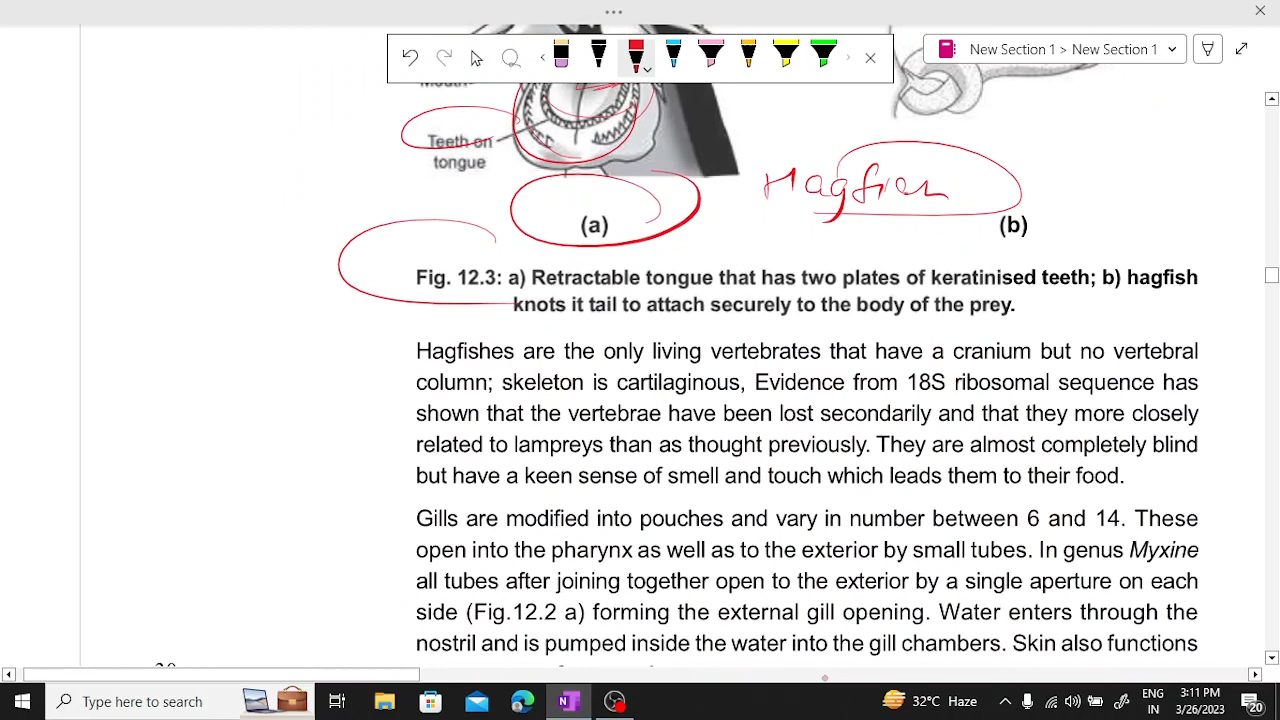 New Section 1 > New Section 1
Teeth on
tongue
Hagfish
(a)
(b)
Fig. 12.3: a) Retractable tongue that has two plates of keratinised teeth; b) hagfish
knots it tail to attach securely to the body of the prey.
Hagfishes are the only living vertebrates that have a cranium but no vertebral
column; skeleton is cartilaginous, Evidence from 18S ribosomal sequence has
shown that the vertebrae have been lost secondarily and that they more closely
related to lampreys than as thought previously. They are almost completely blind
but have a keen sense of smell and touch which leads them to their food.
Gills are modified into pouches and vary in number between 6 and 14. These
open into the pharynx as well as to the exterior by small tubes. In genus Myxine
all tubes after joining together open to the exterior by a single aperture on each
side (Fig.12.2 a) forming the external gill opening. Water enters through the
nostril and is pumped inside the water into the gill chambers. Skin also functions
Type here to search
32°C Haze
ENG
IN
3:11 PM
3/26/2023
20